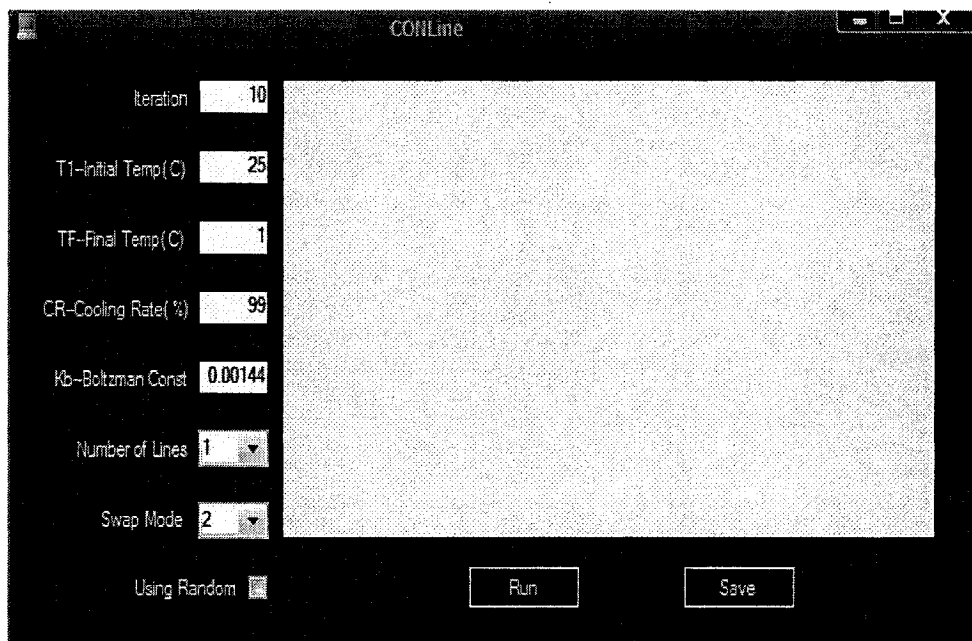 CONLine
Iteration 10
T1-Initial Temp(C) 25
TF-Final Temp(C) 1
CR-Cooling Rate(%) 99
Kb-Boltzman Const 0.00144
Number of Lines 1
Swap Mode 2
Using Random
Run Save